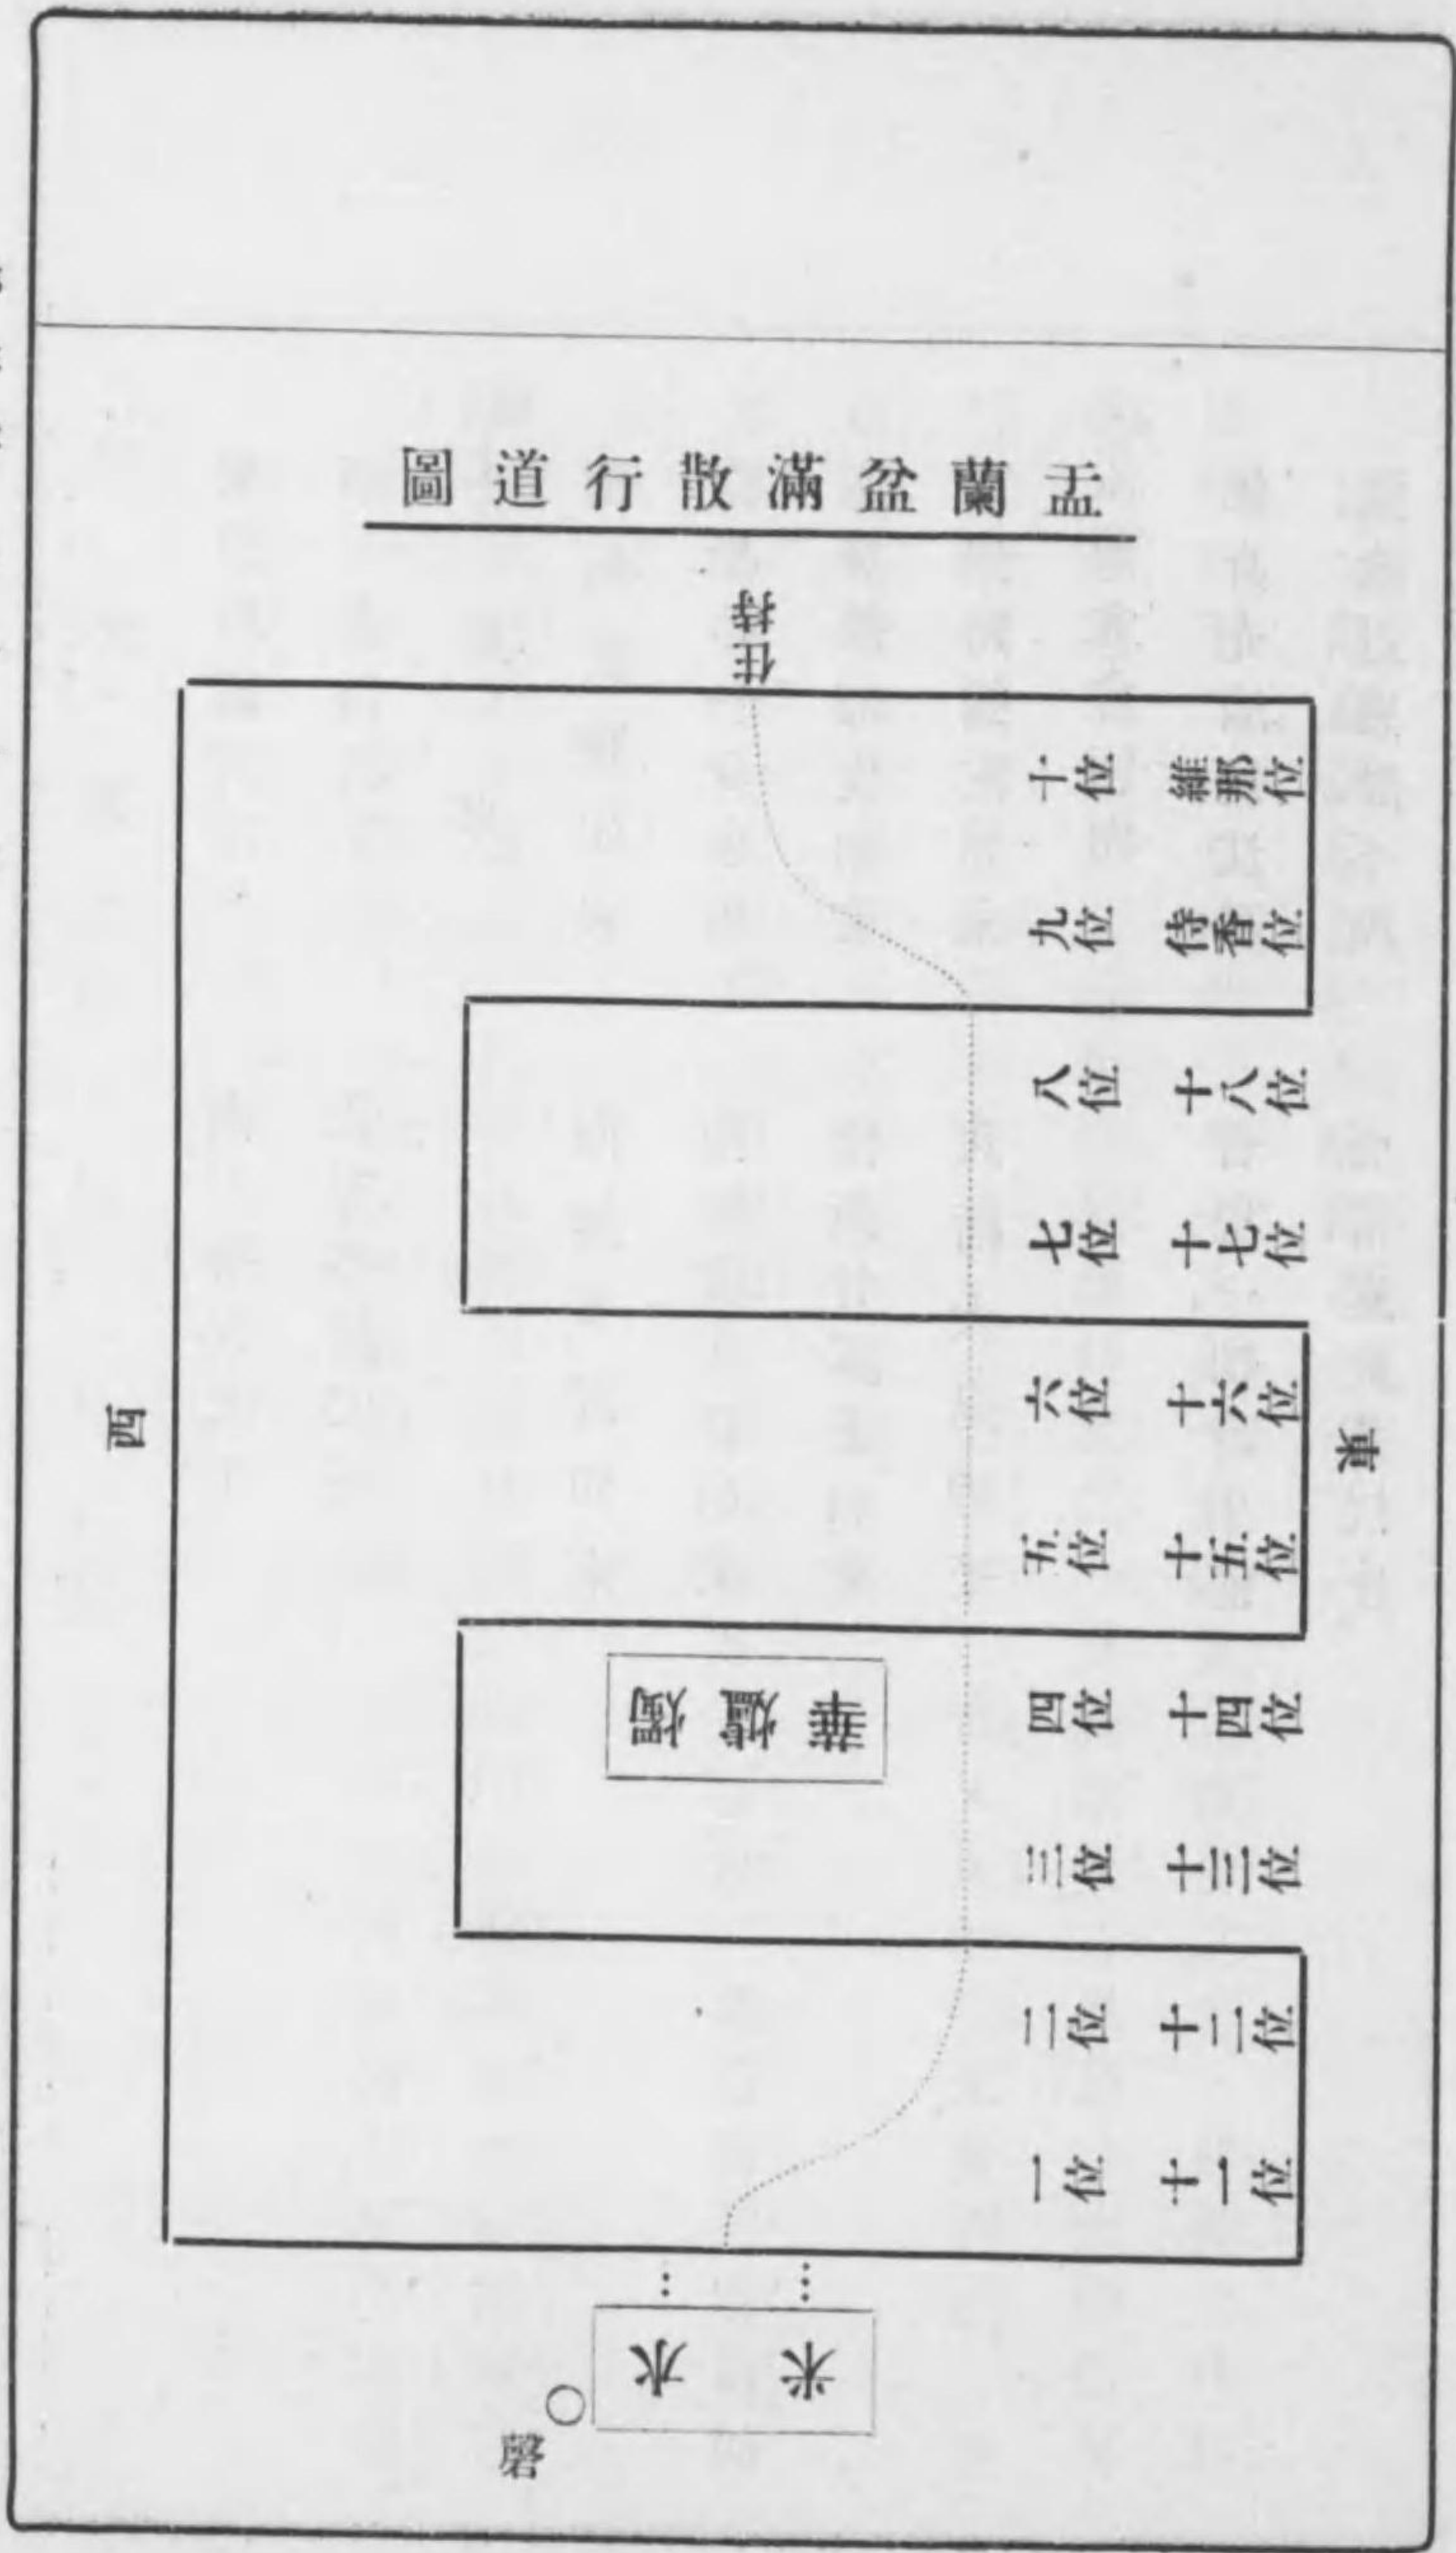 盂蘭盆滿散行道圖
住持
維那位
十位
侍香位
九位
十八位
八位
十七位
七位
十六位
六位
十五位
五位
十四位
四位
十三位
三位
十二位
二位
十一位
一位
東
西
華爐燭
米水